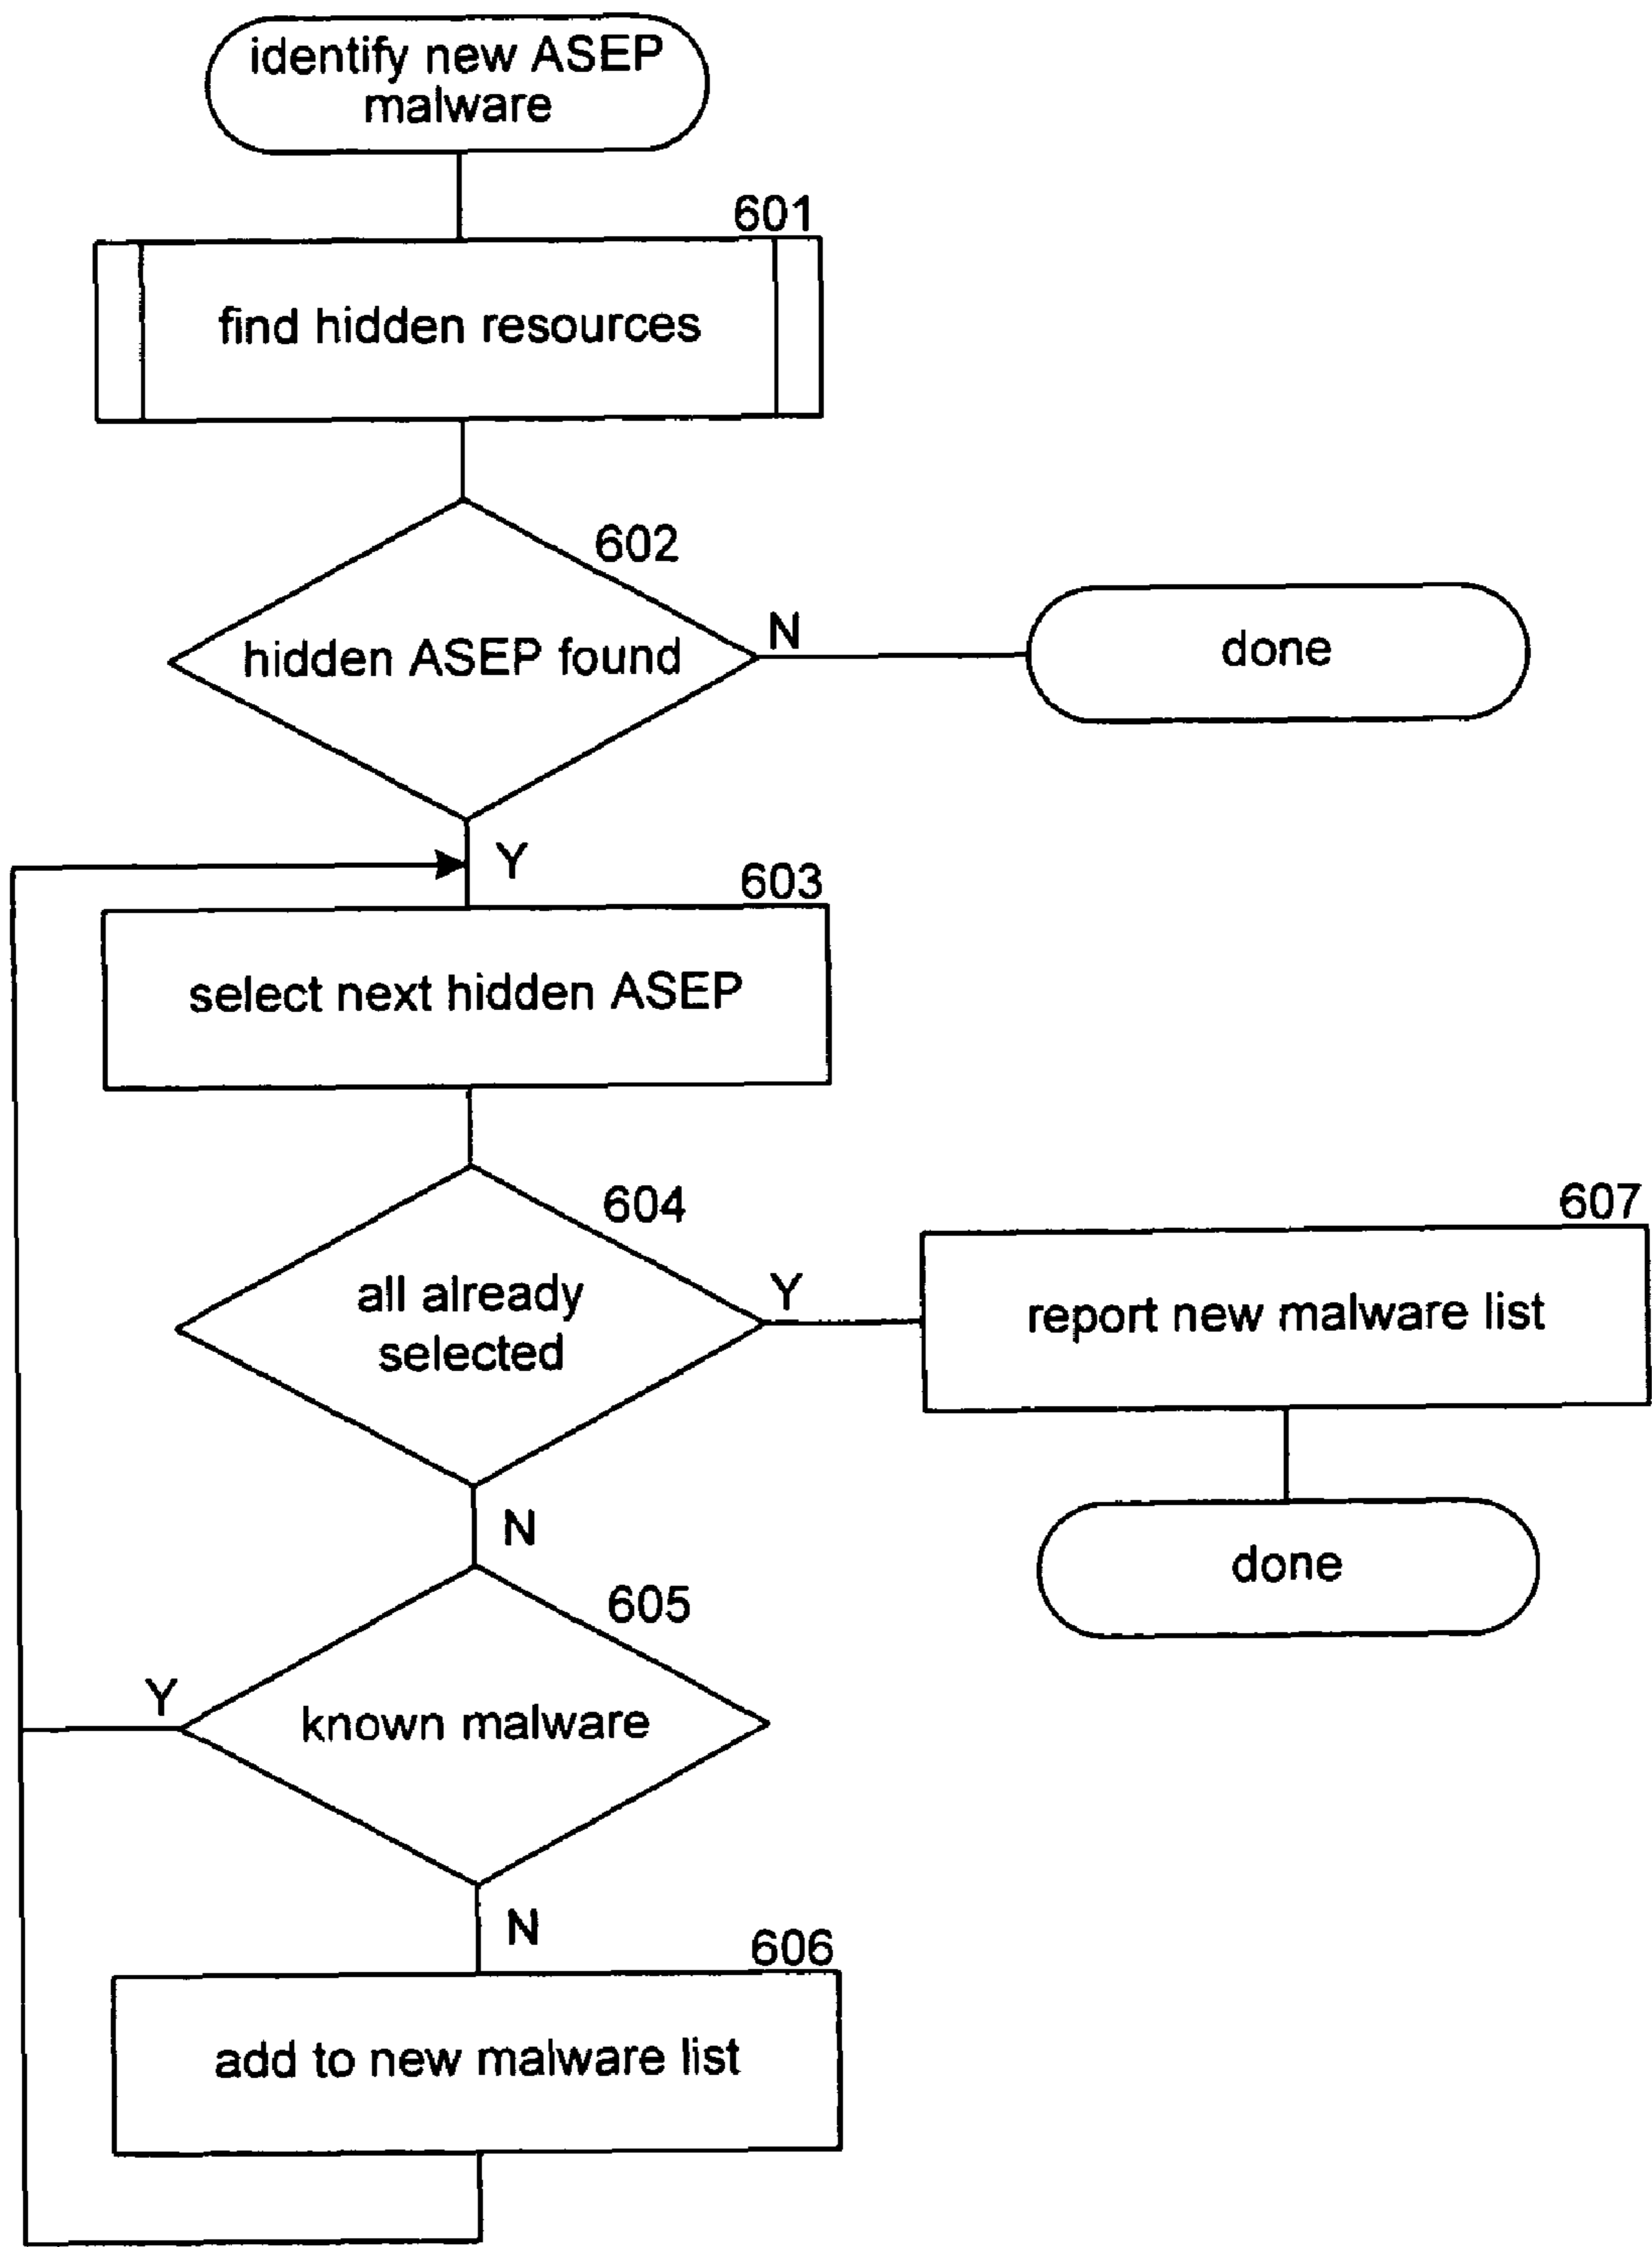 identify new ASEP
malware
601
find hidden resources
602
hidden ASEP found
N
done
Y
603
select next hidden ASEP
604
all already
selected
Y
607
report new malware list
N
done
605
Y
known malware
N
606
add to new malware list